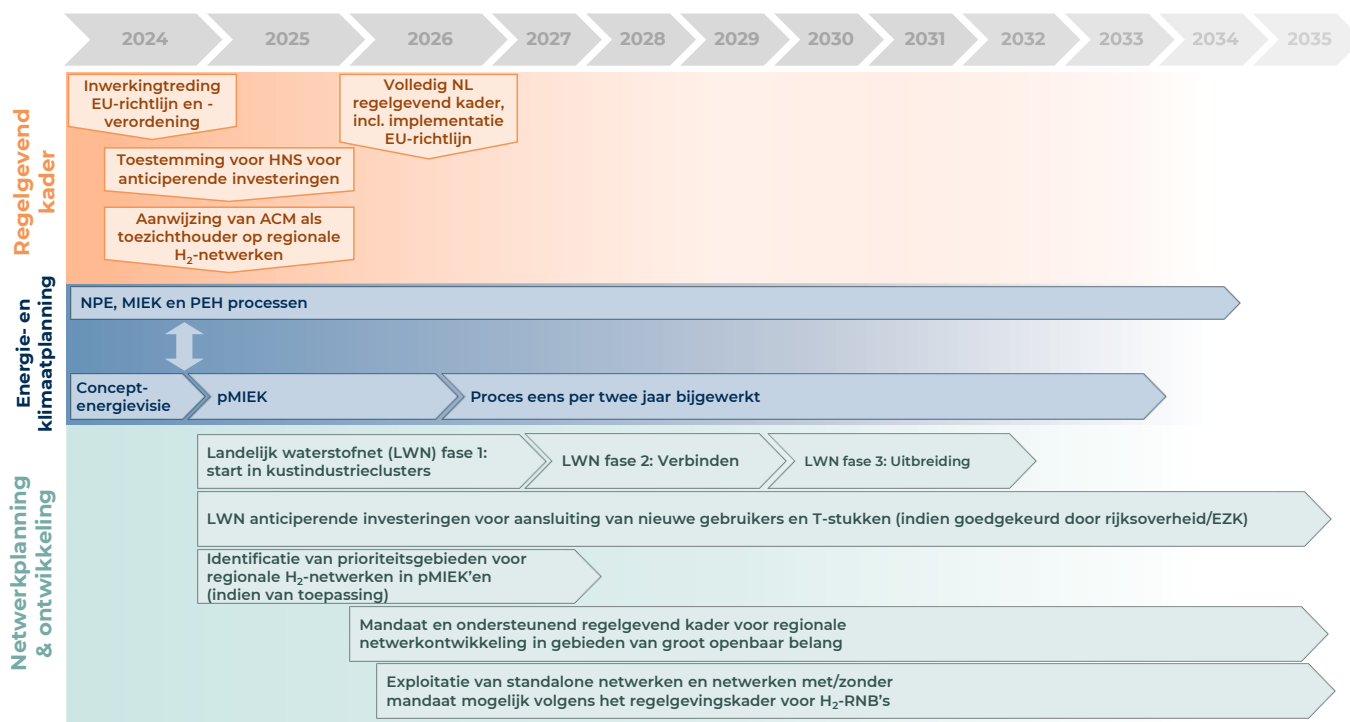 2024 2025 2026 2027 2028 2029 2030 2031 2032 2033 2034 2035
Regelgevend
kader
Inwerkingtreding
EU-richtlijn en -
verordening
Volledig NL
regelgevend kader,
incl. implementatie
EU-richtlijn
Toestemming voor HNS voor
anticiperende investeringen
Aanwijzing van ACM als
toezichthouder op regionale
H₂-netwerken
Energie- en
klimaatplanning
NPE, MIEK en PEH processen
Concept-
energievisie
pMIEK
Proces eens per twee jaar bijgewerkt
Netwerkplanning
& ontwikkeling
Landelijk waterstofnet (LWN) fase 1:
start in kustindustrieclusters
LWN fase 2: Verbinden
LWN fase 3: Uitbreiding
LWN anticiperende investeringen voor aansluiting van nieuwe gebruikers en T-stukken (indien goedgekeurd door rijksoverheid/EZK)
Identificatie van prioriteitsgebieden voor
regionale H₂-netwerken in pMIEK’en
(indien van toepassing)
Mandaat en ondersteunend regelgevend kader voor regionale
netwerkontwikkeling in gebieden van groot openbaar belang
Exploitatie van standalone netwerken en netwerken met/zonder
mandaat mogelijk volgens het regelgevingskader voor H₂-RNB’s